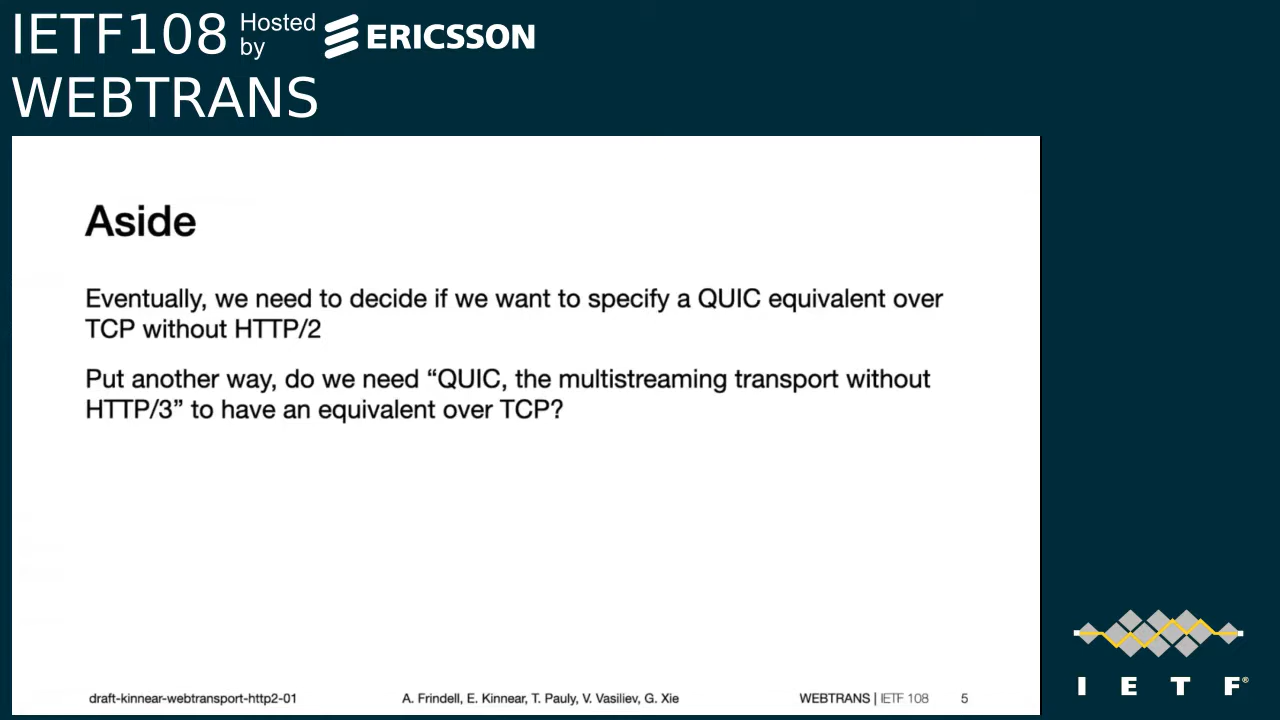 IETF108 Hosted by ERICSSON
WEBTRANS
Aside
Eventually, we need to decide if we want to specify a QUIC equivalent over
TCP without HTTP/2
Put another way, do we need “QUIC, the multistreaming transport without
HTTP/3” to have an equivalent over TCP?
draft-kinnear-webtransport-http2-01 A. Frindell, E. Kinnear, T. Pauly, V. Vasiliev, G. Xie WEBTRANS | IETF 108 5
I E T F®